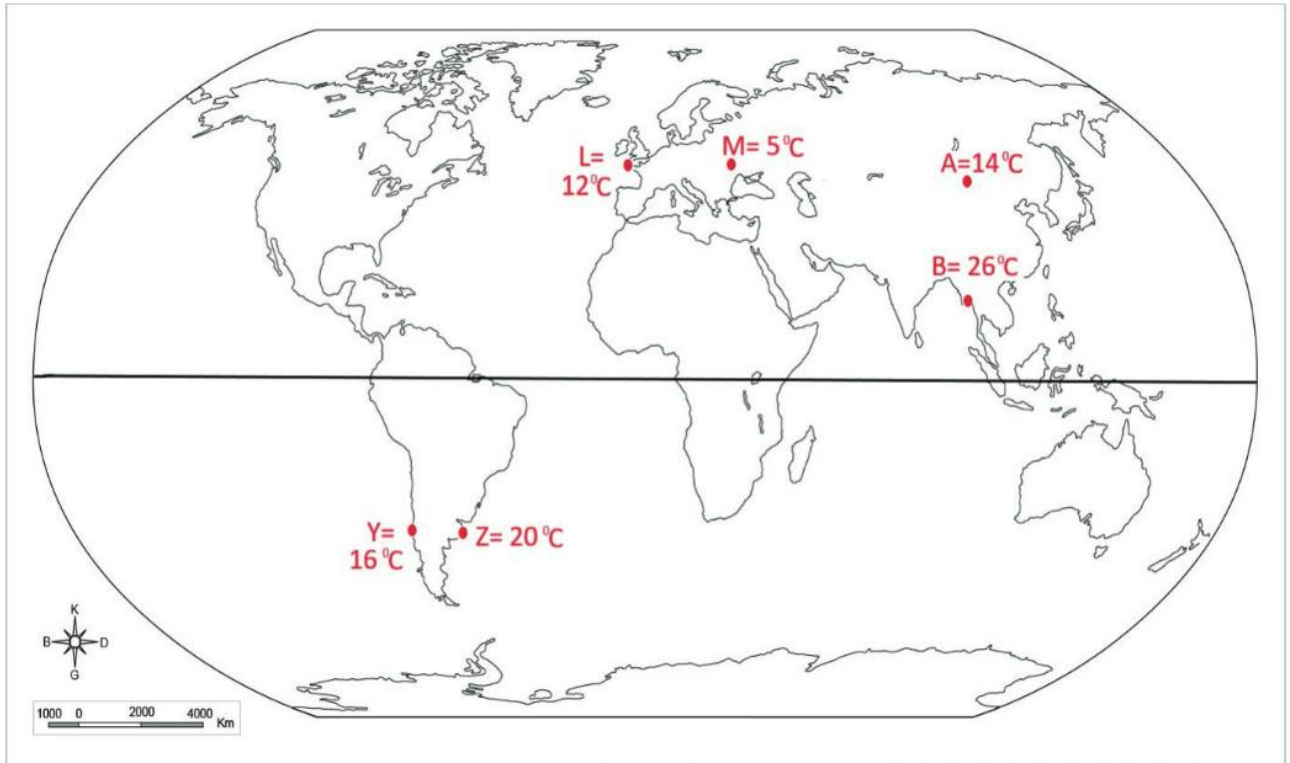 L=
12⁰C
M= 5⁰C
A=14⁰C
B= 26⁰C
Y=
16⁰C
Z= 20⁰C
K
B
D
G
1000 0 2000 4000 Km